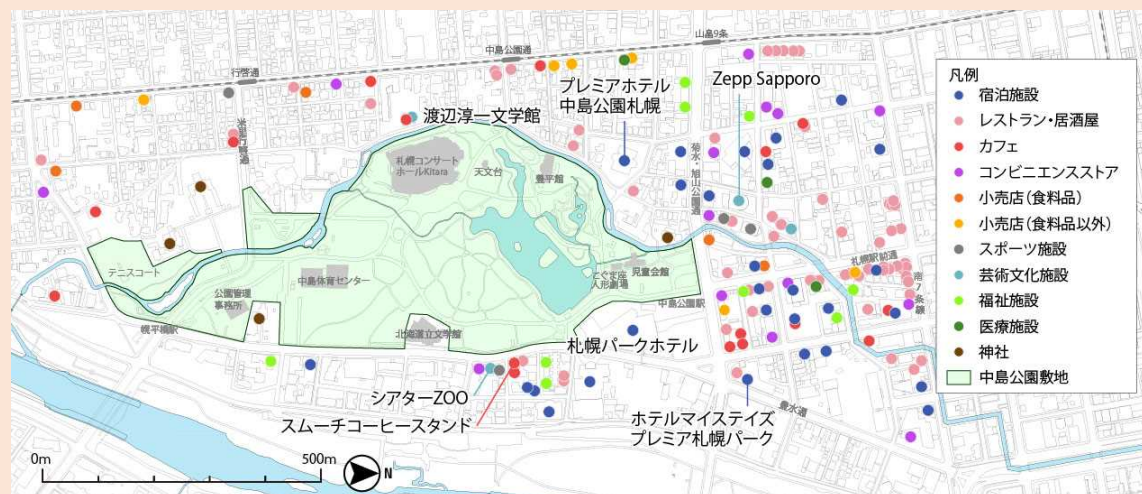 中島公園通
山鼻9条
行啓通
プレミアホテル
中島公園札幌
Zepp Sapporo
渡辺淳一文学館
札幌コンサート
ホールKitara
天文台
豊平館
菊水・旭山公園通
テニスコート
中島体育センター
公園管理
事務所
幌平橋駅
北海道立文学館
こぐま座
人形劇場
児童会館
中島公園駅
札幌駅前通
南7条線
札幌パークホテル
シアターZOO
スムーチコーヒースタンド
ホテルマイステイズ
プレミア札幌パーク
豊水通
0m
500m
N
凡例
宿泊施設
レストラン・居酒屋
カフェ
コンビニエンスストア
小売店(食料品)
小売店(食料品以外)
スポーツ施設
芸術文化施設
福祉施設
医療施設
神社
中島公園敷地